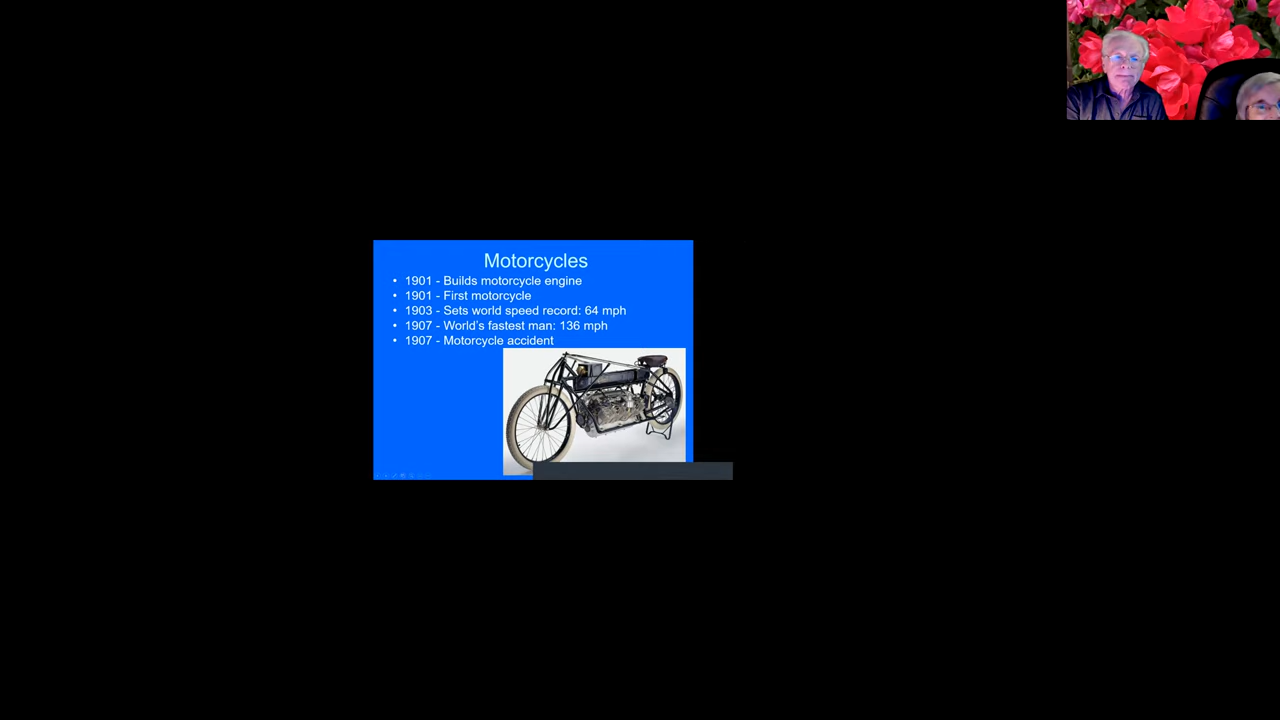 Motorcycles
• 1901 - Builds motorcycle engine
• 1901 - First motorcycle
• 1903 - Sets world speed record: 64 mph
• 1907 - World's fastest man: 136 mph
• 1907 - Motorcycle accident